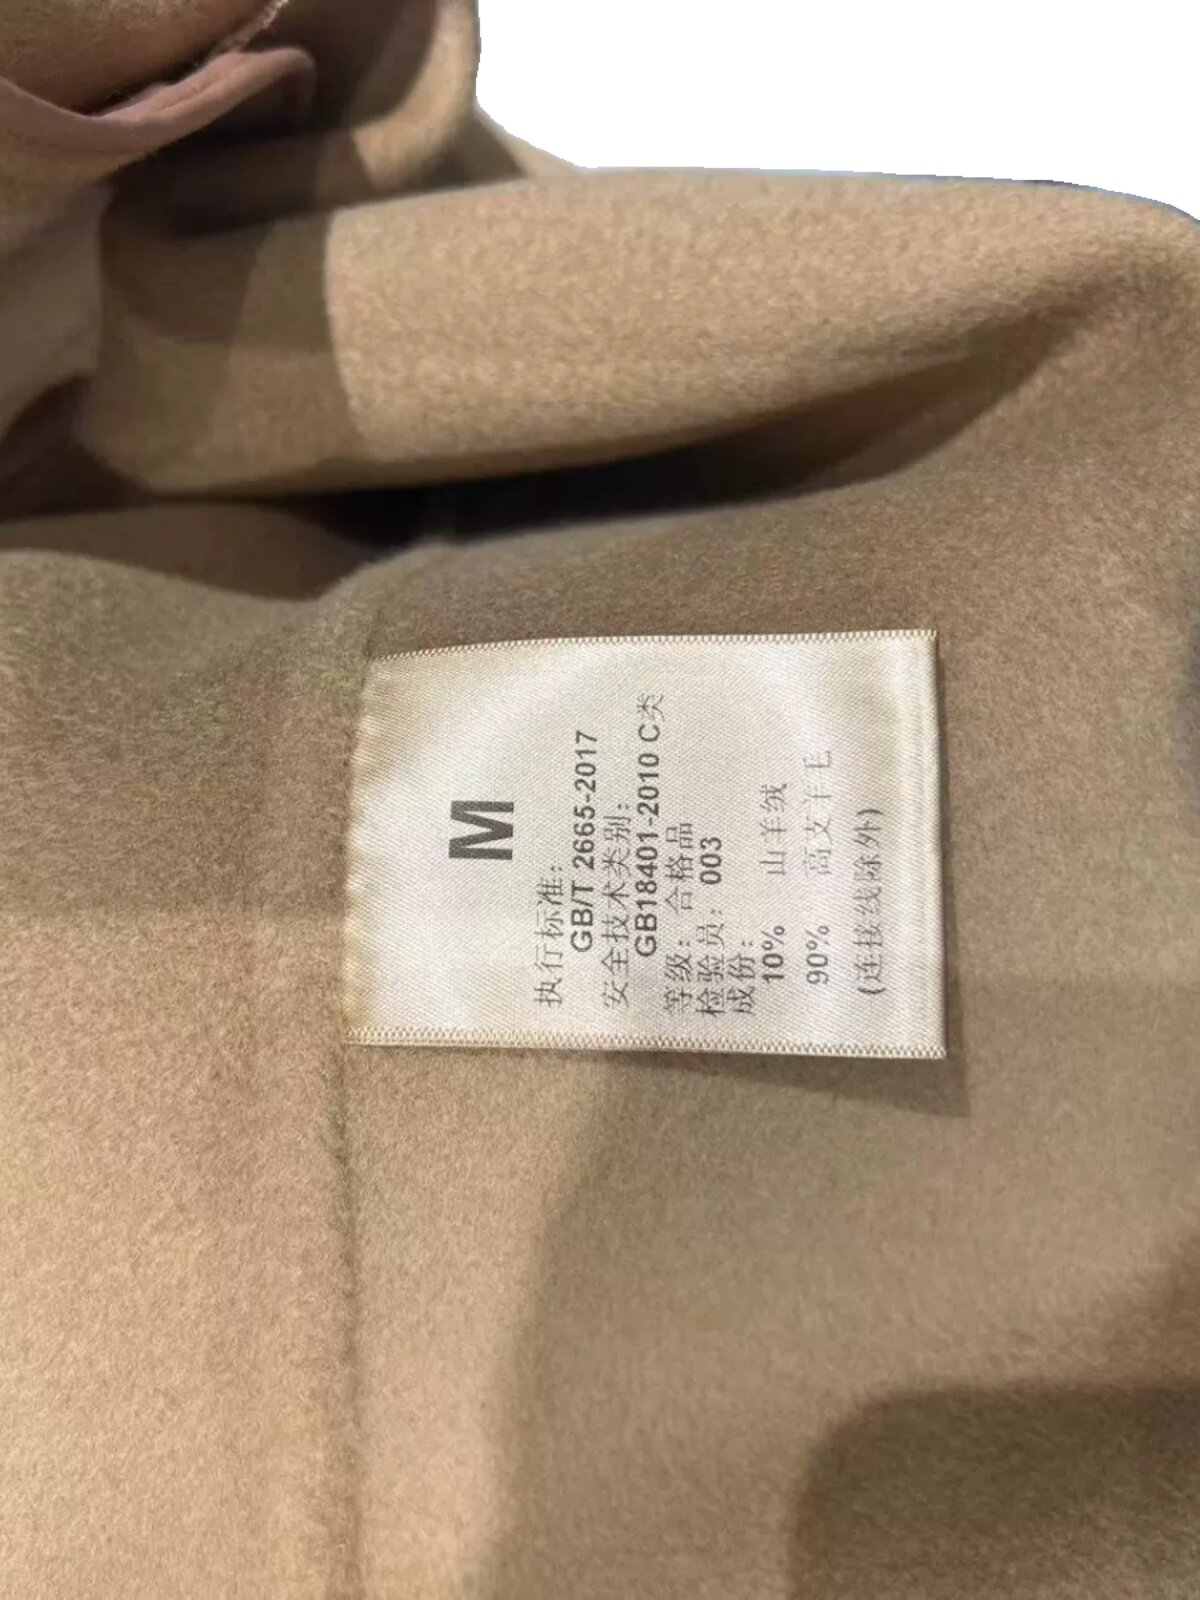 M
执行标准：
GB/T 2665-2017
安全技术类别：
GB18401-2010 C类
等级：合格品
检验员：003
成份：
10% 山羊绒
90% 高支羊毛
(连接线除外)